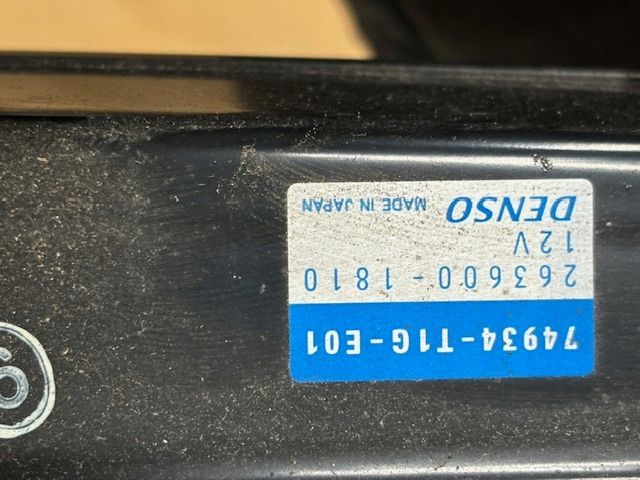 DENSO MADE IN JAPAN
12V
263600-1810
74934-T1G-E01